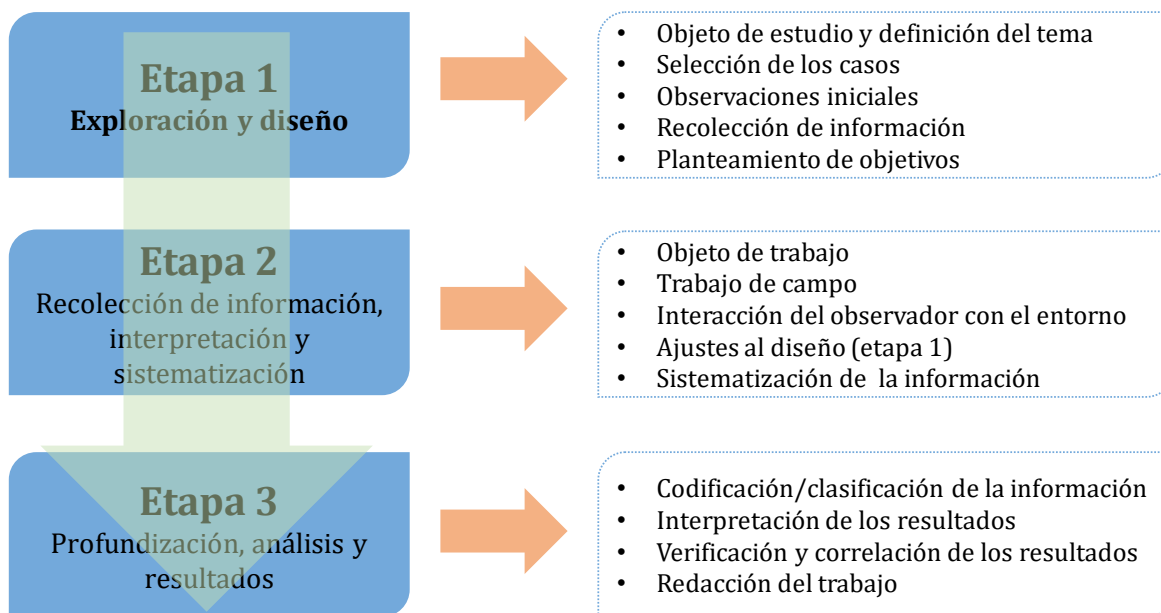 Etapa 1
Exploración y diseño
• Objeto de estudio y definición del tema
• Selección de los casos
• Observaciones iniciales
• Recolección de información
• Planteamiento de objetivos
Etapa 2
Recolección de información,
interpretación y
sistematización
• Objeto de trabajo
• Trabajo de campo
• Interacción del observador con el entorno
• Ajustes al diseño (etapa 1)
• Sistematización de la información
Etapa 3
Profundización, análisis y
resultados
• Codificación/clasificación de la información
• Interpretación de los resultados
• Verificación y correlación de los resultados
• Redacción del trabajo